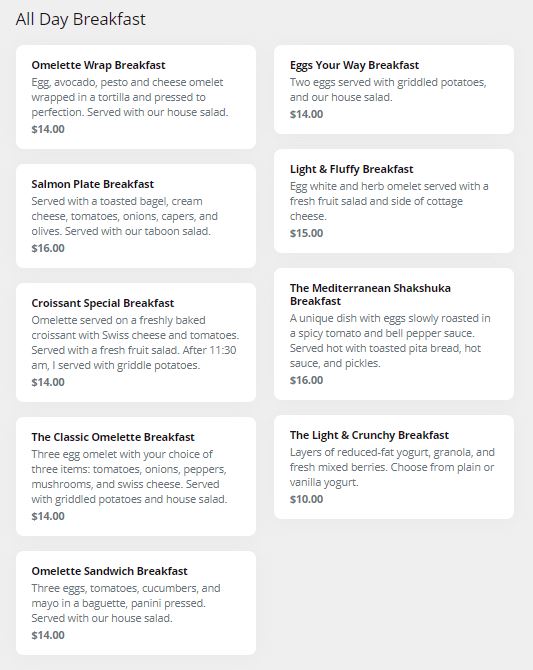 All Day Breakfast
Omelette Wrap Breakfast
Egg, avocado, pesto and cheese omelet
wrapped in a tortilla and pressed to
perfection. Served with our house salad.
$14.00
Salmon Plate Breakfast
Served with a toasted bagel, cream
cheese, tomatoes, onions, capers, and
olives. Served with our taboon salad.
$16.00
Croissant Special Breakfast
Omelette served on a freshly baked
croissant with Swiss cheese and tomatoes.
Served with a fresh fruit salad. After 11:30
am, I served with griddle potatoes.
$14.00
The Classic Omelette Breakfast
Three egg omelet with your choice of
three items: tomatoes, onions, peppers,
mushrooms, and swiss cheese. Served
with griddled potatoes and house salad.
$14.00
Omelette Sandwich Breakfast
Three eggs, tomatoes, cucumbers, and
mayo in a baguette, panini pressed.
Served with our house salad.
$14.00
Eggs Your Way Breakfast
Two eggs served with griddled potatoes,
and our house salad.
$14.00
Light & Fluffy Breakfast
Egg white and herb omelet served with a
fresh fruit salad and side of cottage
cheese.
$15.00
The Mediterranean Shakshuka
Breakfast
A unique dish with eggs slowly roasted in
a spicy tomato and bell pepper sauce.
Served hot with toasted pita bread, hot
sauce, and pickles.
$16.00
The Light & Crunchy Breakfast
Layers of reduced-fat yogurt, granola, and
fresh mixed berries. Choose from plain or
vanilla yogurt.
$10.00